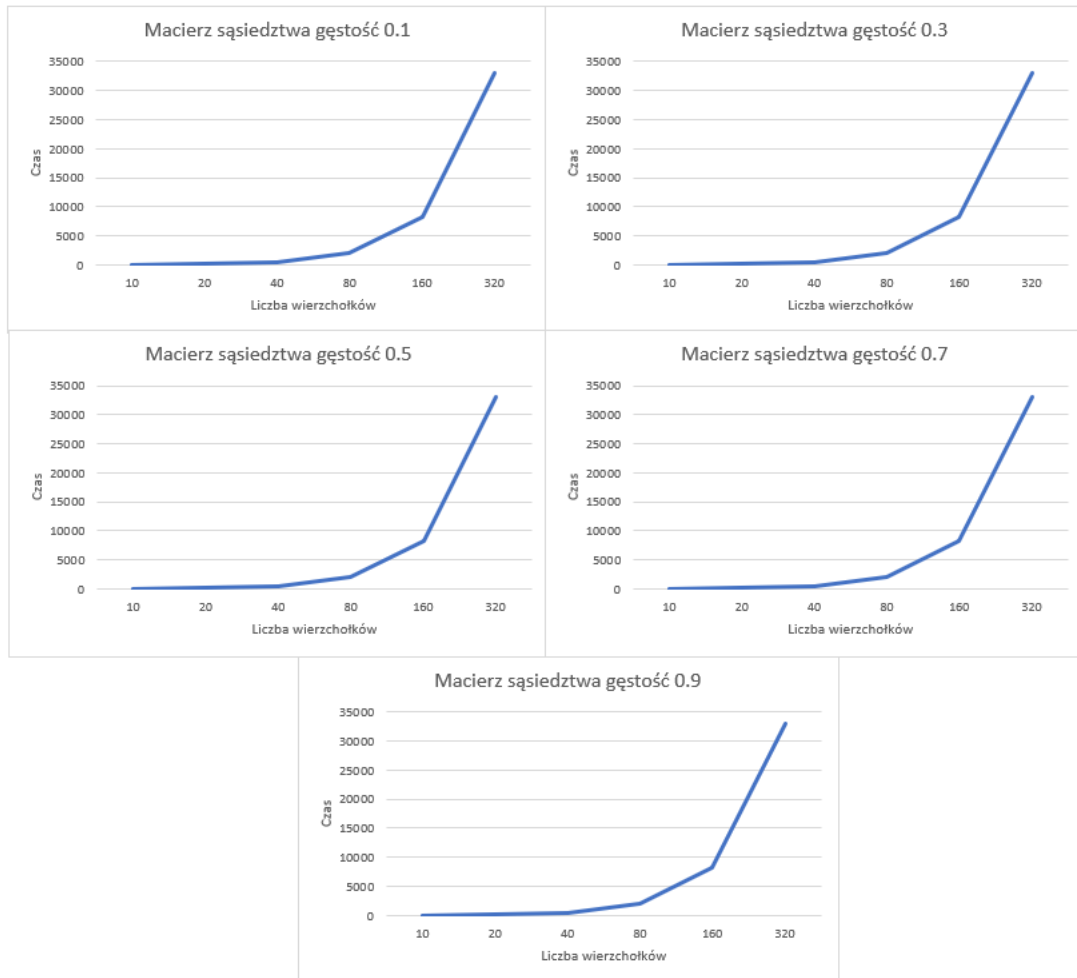 Macierz sąsiedztwa gęstość 0.1
35000
30000
25000
20000
15000
10000
5000
0
Czas
10 20 40 80 160 320
Liczba wierzchołków
Macierz sąsiedztwa gęstość 0.3
35000
30000
25000
20000
15000
10000
5000
0
Czas
10 20 40 80 160 320
Liczba wierzchołków
Macierz sąsiedztwa gęstość 0.5
35000
30000
25000
20000
15000
10000
5000
0
Czas
10 20 40 80 160 320
Liczba wierzchołków
Macierz sąsiedztwa gęstość 0.7
35000
30000
25000
20000
15000
10000
5000
0
Czas
10 20 40 80 160 320
Liczba wierzchołków
Macierz sąsiedztwa gęstość 0.9
35000
30000
25000
20000
15000
10000
5000
0
Czas
10 20 40 80 160 320
Liczba wierzchołków